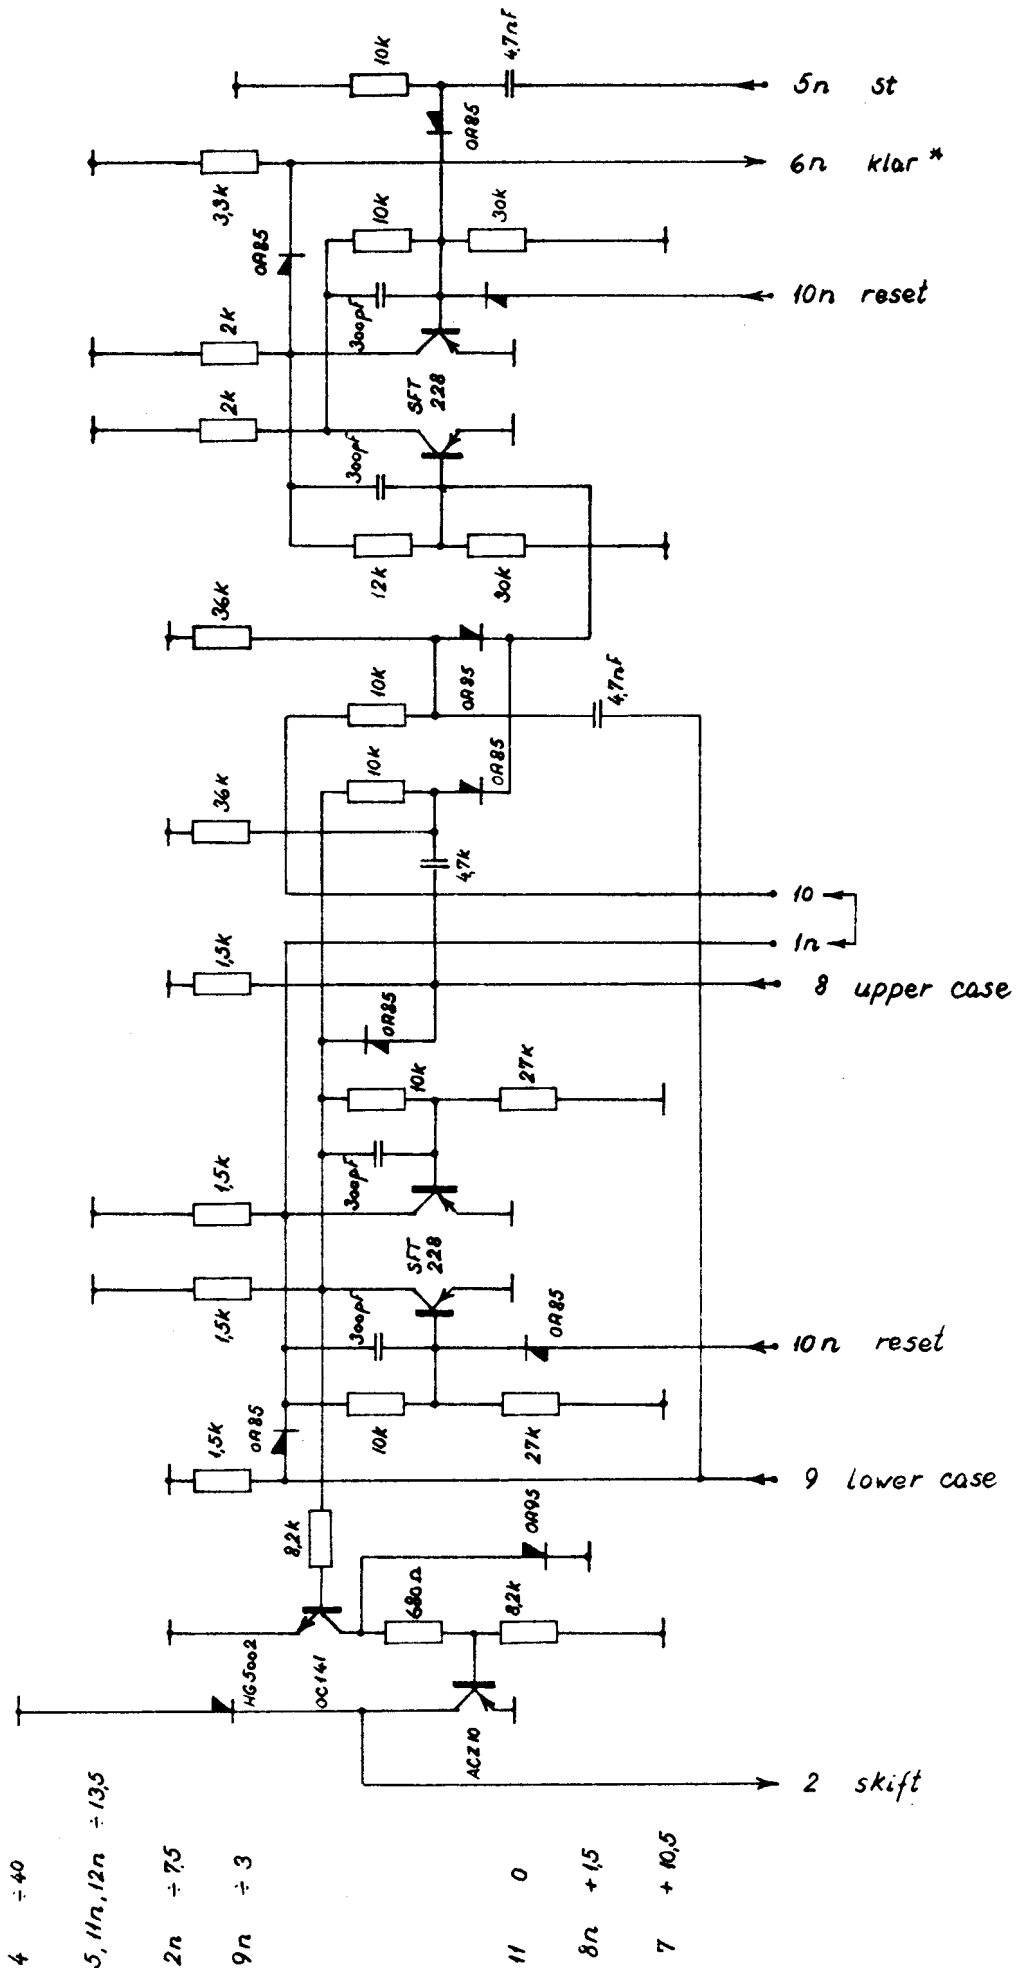 10k
4,7nF
5n st
OA85
6n klar*
3,3k
OA85
10k
30k
10n reset
300pF
2k
SFT
228
2k
300pF
12k
30k
36k
10k
OA85
4,7nF
10k
OA85
36k
4,7k
10
1n
1,5k
8 upper case
OA85
10k
27k
300pF
1,5k
SFT
228
1,5k
300pF
OA85
10n reset
10k
27k
OA85
1,5k
9 lower case
8,2k
OA95
680Ω
8,2k
HG5002
OC141
ACZ10
2 skift
4 ÷40
5, 11n, 12n ÷13,5
2n ÷7,5
9n ÷3
11 0
8n +1,5
7 +10,5